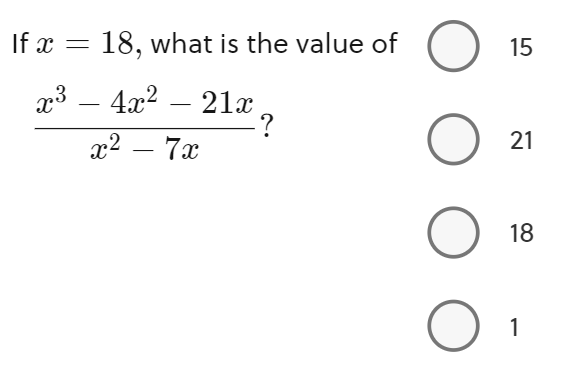 If x = 18, what is the value of
x³ − 4x² − 21x
x² − 7x
?
15
21
18
1